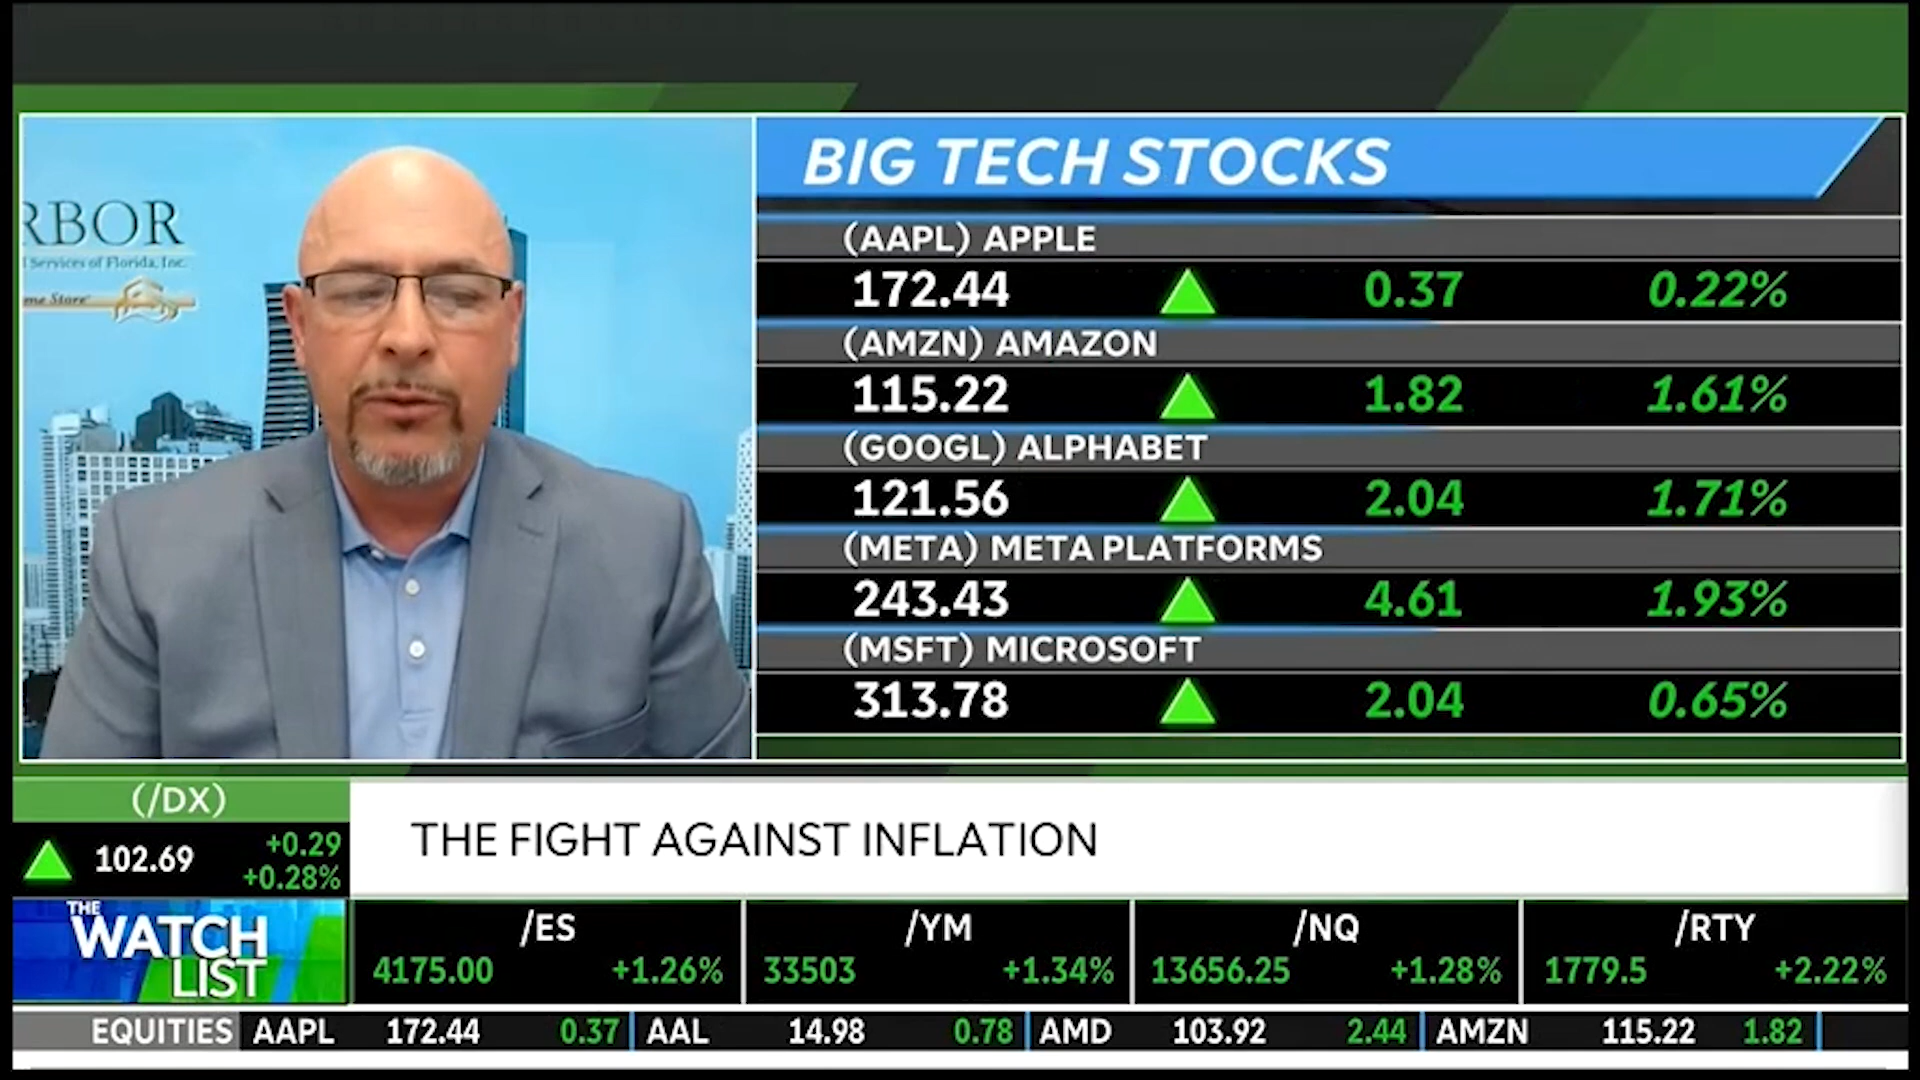 RBOR
l Services of Florida, Inc.
me Store
BIG TECH STOCKS
(AAPL) APPLE
172.44 0.37 0.22%
(AMZN) AMAZON
115.22 1.82 1.61%
(GOOGL) ALPHABET
121.56 2.04 1.71%
(META) META PLATFORMS
243.43 4.61 1.93%
(MSFT) MICROSOFT
313.78 2.04 0.65%
(/DX)
102.69 +0.29
+0.28%
THE FIGHT AGAINST INFLATION
THE
WATCH
LIST
/ES
4175.00 +1.26%
/YM
33503 +1.34%
/NQ
13656.25 +1.28%
/RTY
1779.5 +2.22%
EQUITIES AAPL 172.44 0.37 AAL 14.98 0.78 AMD 103.92 2.44 AMZN 115.22 1.82